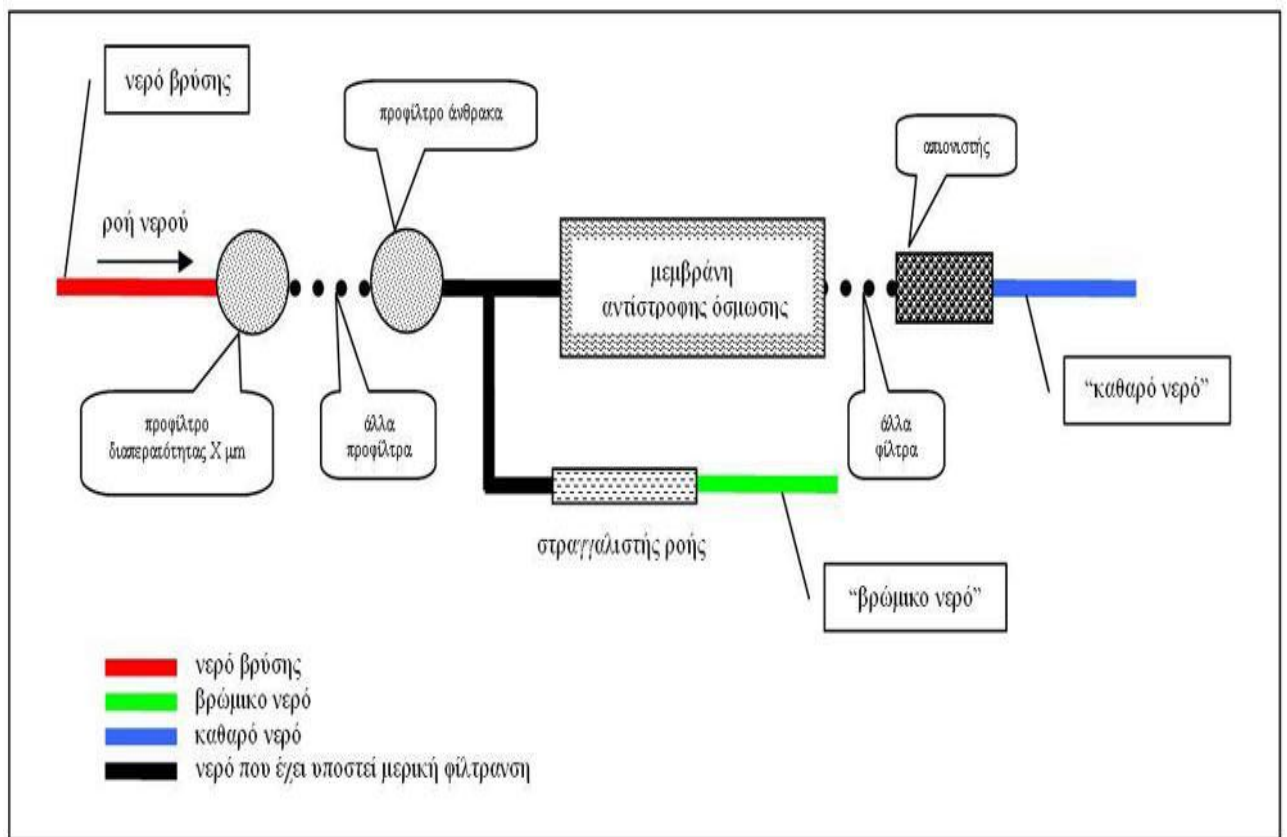 νερό βρύσης
προφίλτρο άνθρακα
απιονιστής
ροή νερού
μεμβράνη
αντίστροφης όσμωσης
“καθαρό νερό”
προφίλτρο
διαπερατότητας Χ μm
άλλα
προφίλτρα
άλλα
φίλτρα
στραγγαλιστής ροής
“βρώμικο νερό”
νερό βρύσης
βρώμικο νερό
καθαρό νερό
νερό που έχει υποστεί μερική φίλτρανση